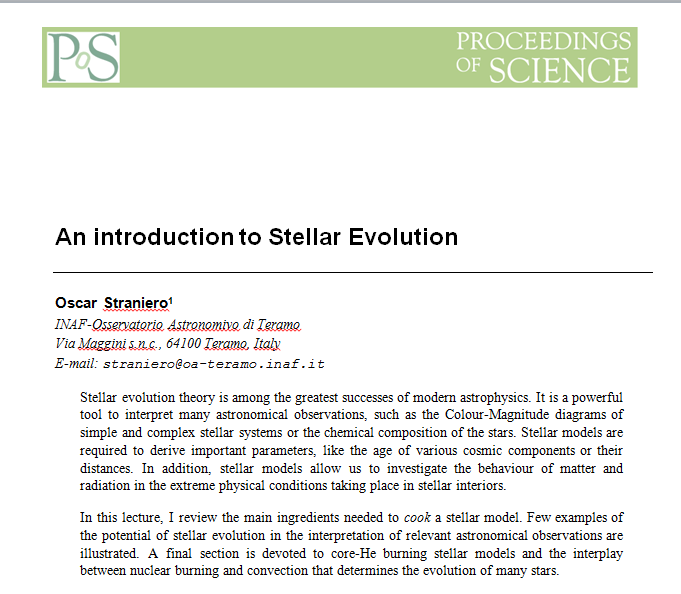 PoS
PROCEEDINGS
OF SCIENCE
An introduction to Stellar Evolution
Oscar Straniero¹
INAF-Osservatorio Astronomivo di Teramo
Via Maggini s.n.c., 64100 Teramo, Italy
E-mail: straniero@oa-teramo.inaf.it
Stellar evolution theory is among the greatest successes of modern astrophysics. It is a powerful
tool to interpret many astronomical observations, such as the Colour-Magnitude diagrams of
simple and complex stellar systems or the chemical composition of the stars. Stellar models are
required to derive important parameters, like the age of various cosmic components or their
distances. In addition, stellar models allow us to investigate the behaviour of matter and
radiation in the extreme physical conditions taking place in stellar interiors.
In this lecture, I review the main ingredients needed to cook a stellar model. Few examples of
the potential of stellar evolution in the interpretation of relevant astronomical observations are
illustrated. A final section is devoted to core-He burning stellar models and the interplay
between nuclear burning and convection that determines the evolution of many stars.